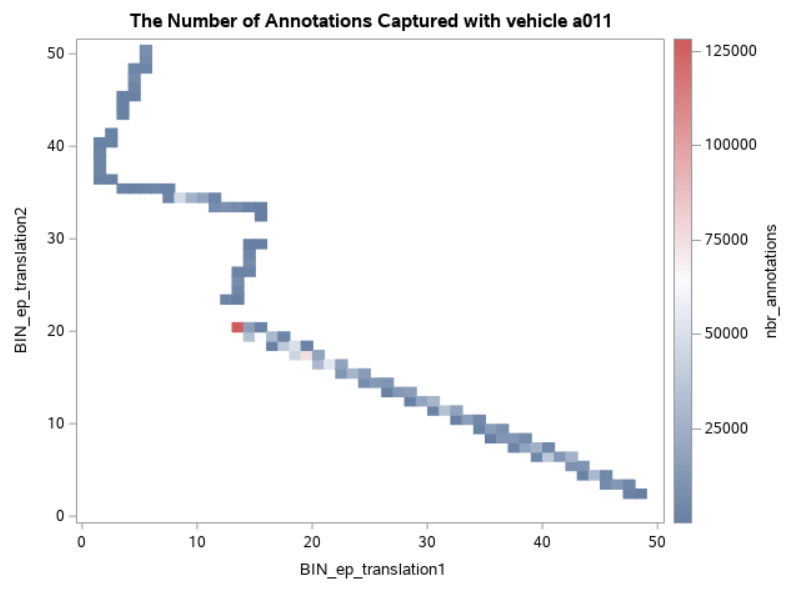 The Number of Annotations Captured with vehicle a011
BIN_ep_translation2
50
40
30
20
10
0
0 10 20 30 40 50
BIN_ep_translation1
125000
100000
75000
50000
25000
nbr_annotations